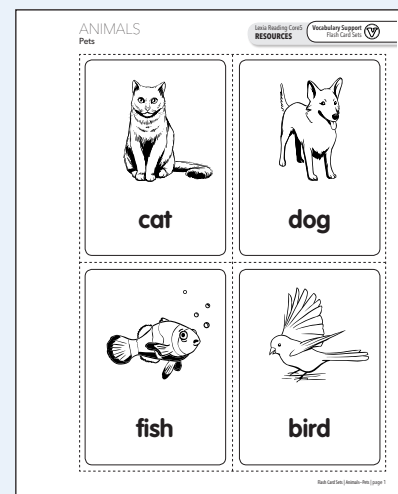 ANIMALS
Pets
Lexia Reading Core5
RESOURCES
Vocabulary Support
Flash Card Sets
V
cat
dog
fish
bird
Flash Card Sets | Animals–Pets | page 1